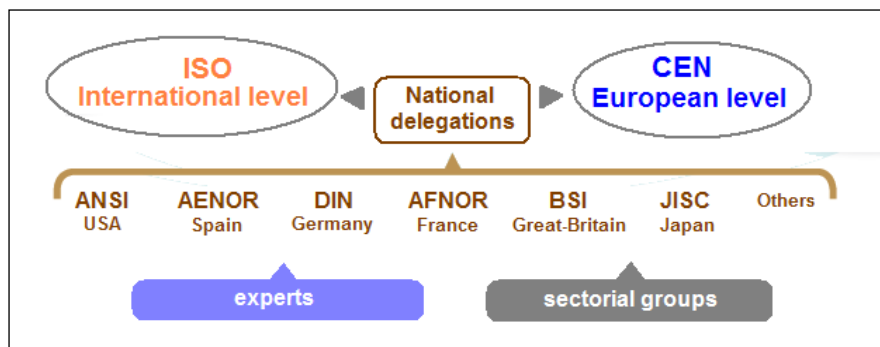 ISO
International level
National
delegations
CEN
European level
ANSI
USA
AENOR
Spain
DIN
Germany
AFNOR
France
BSI
Great-Britain
JISC
Japan
Others
experts
sectorial groups